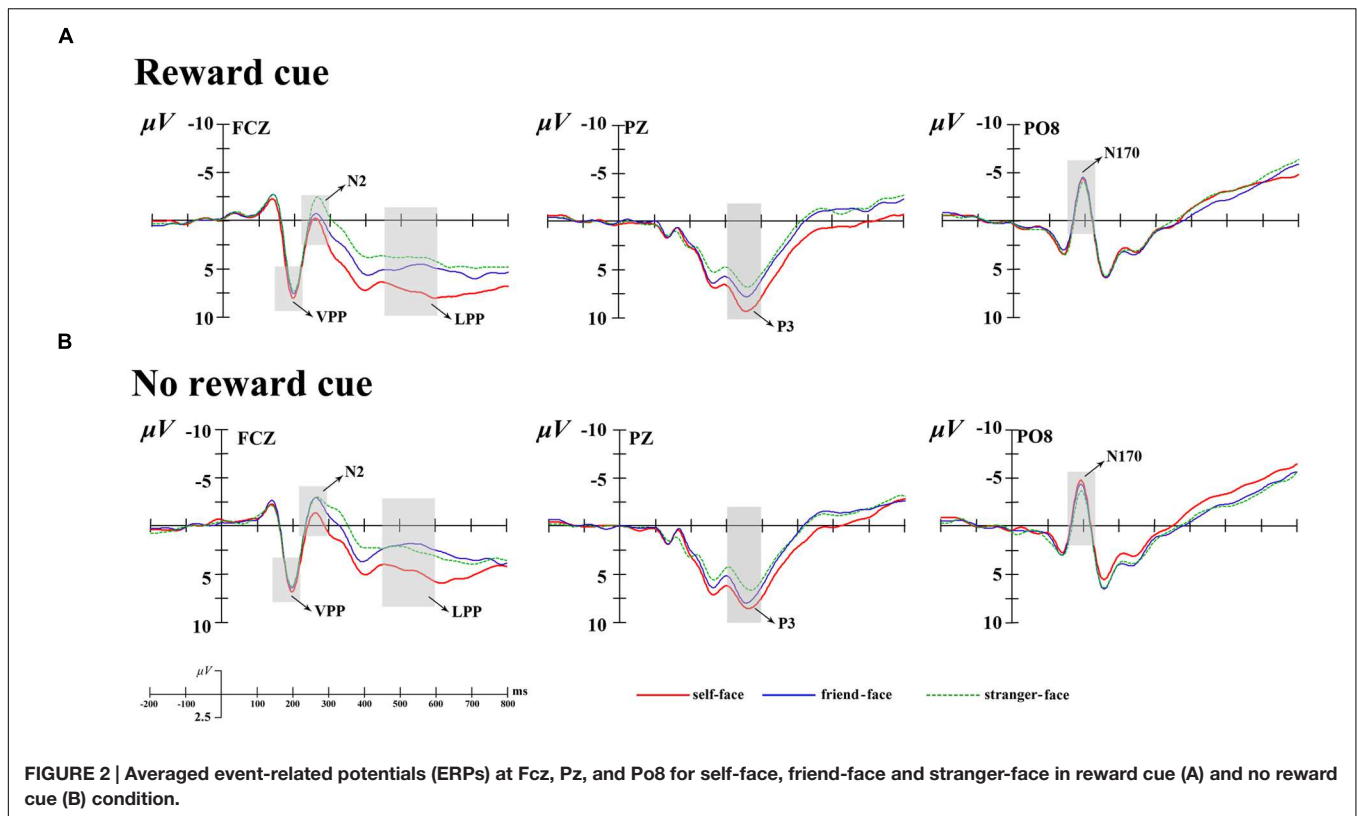 A
Reward cue
μV -10 FCZ
-5
N2
5
10
VPP
LPP
μV -10 PZ
-5
5
10
P3
μV -10 PO8
-5
N170
5
10
B
No reward cue
μV -10 FCZ
-5
N2
5
10
VPP
LPP
μV -10 PZ
-5
5
10
P3
μV -10 PO8
-5
N170
5
10
μV
ms
-200 -100 100 200 300 400 500 600 700 800
2.5
self-face friend-face stranger-face
FIGURE 2 | Averaged event-related potentials (ERPs) at Fcz, Pz, and Po8 for self-face, friend-face and stranger-face in reward cue (A) and no reward
cue (B) condition.